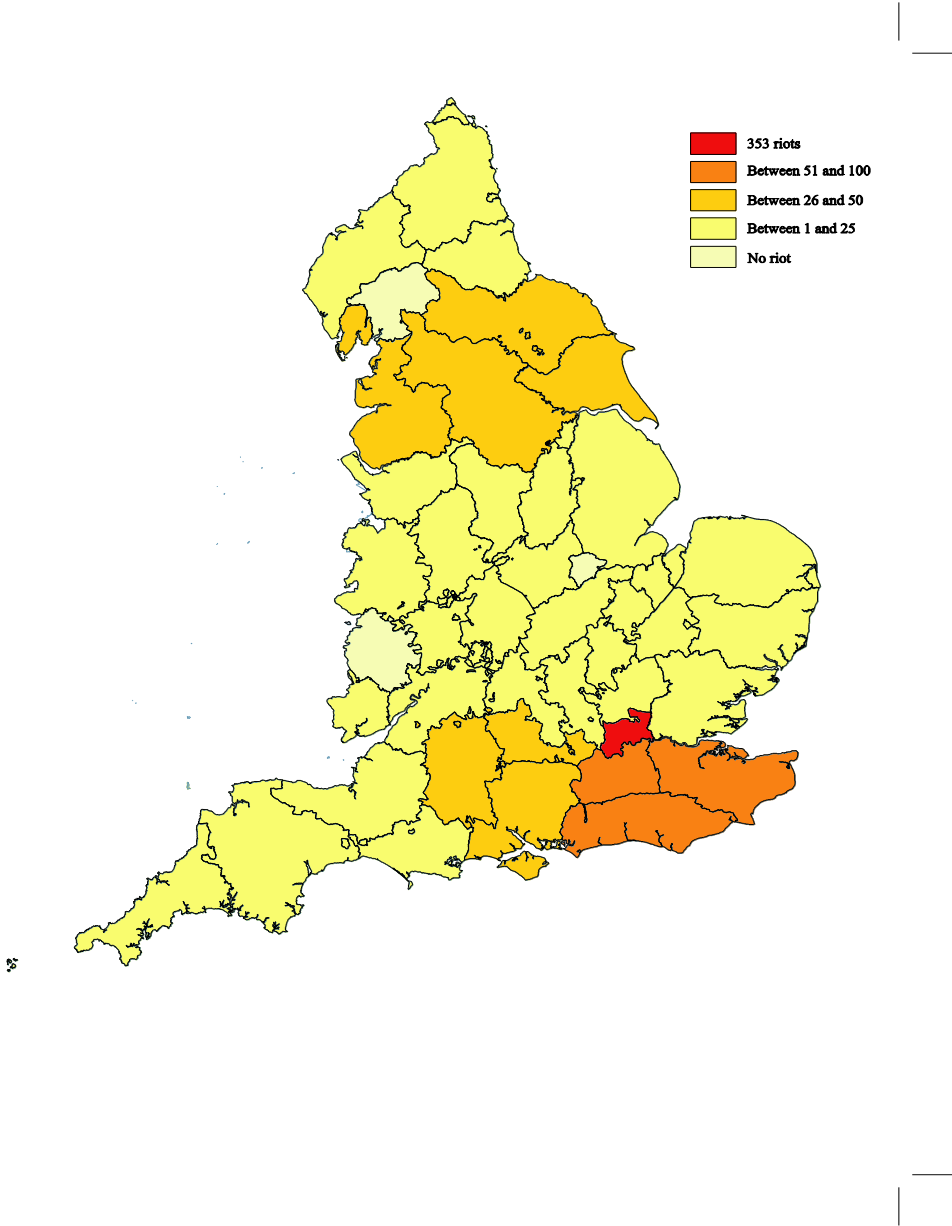 353 riots
Between 51 and 100
Between 26 and 50
Between 1 and 25
No riot